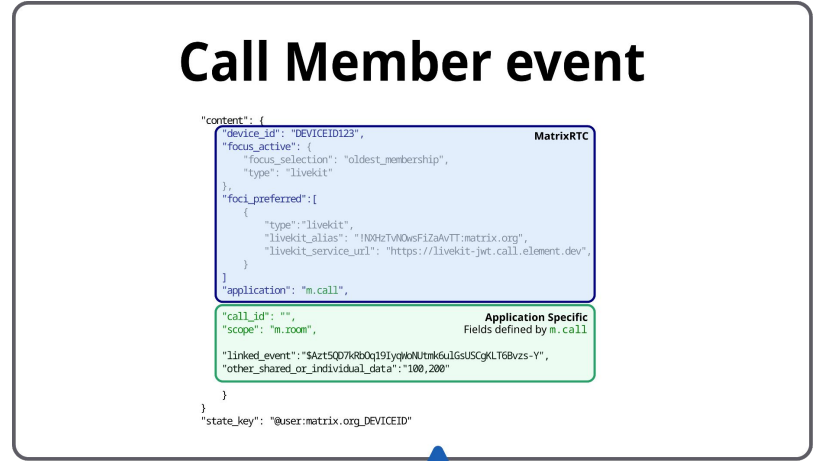 Call Member event
"content": {
"device_id": "DEVICEID123",
MatrixRTC
"focus_active": {
"focus_selection": "oldest_membership",
"type": "livekit"
},
"foci_preferred":[
{
"type":"livekit",
"livekit_alias": "!NXHzTvNOwsFiZaAvTT:matrix.org",
"livekit_service_url": "https://livekit-jwt.call.element.dev",
}
]
"application": "m.call",
"call_id": "",
Application Specific
"scope": "m.room",
Fields defined by m.call
"linked_event":"$Azt5QD7kRbOq19IyqWoNUtmk6ulGsUSCgKLT6Bvzs-Y",
"other_shared_or_individual_data":"100,200"
}
}
"state_key": "@user:matrix.org_DEVICEID"